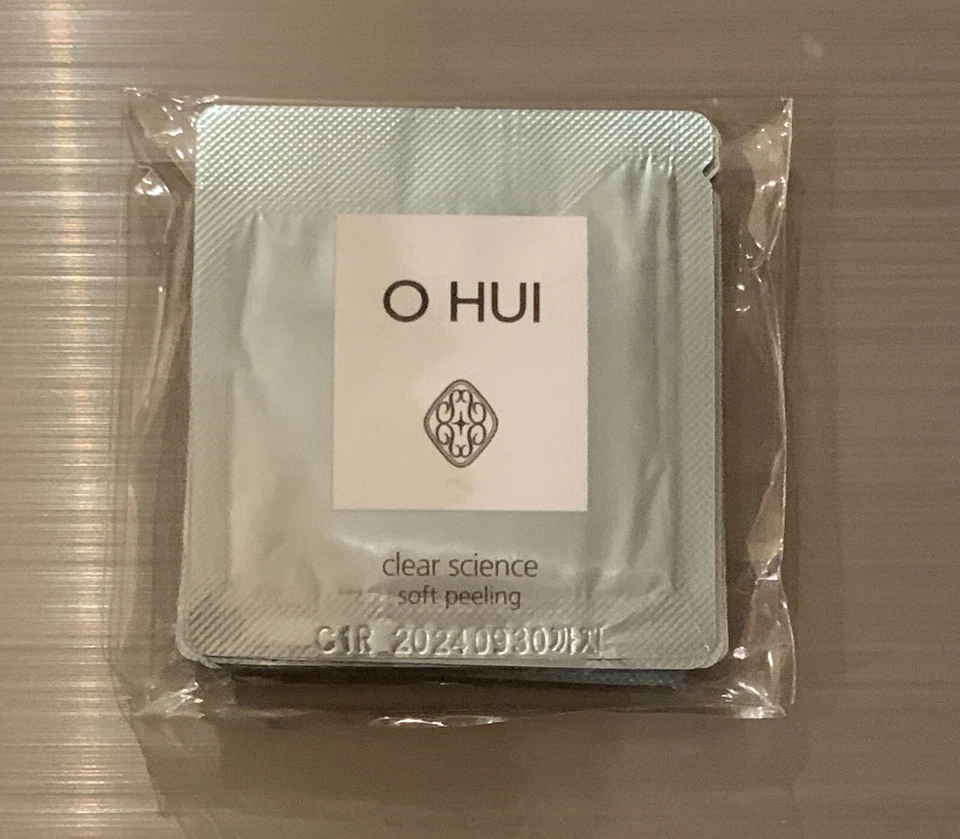 O HUI
clear science
soft peeling
C1R 20240930까지